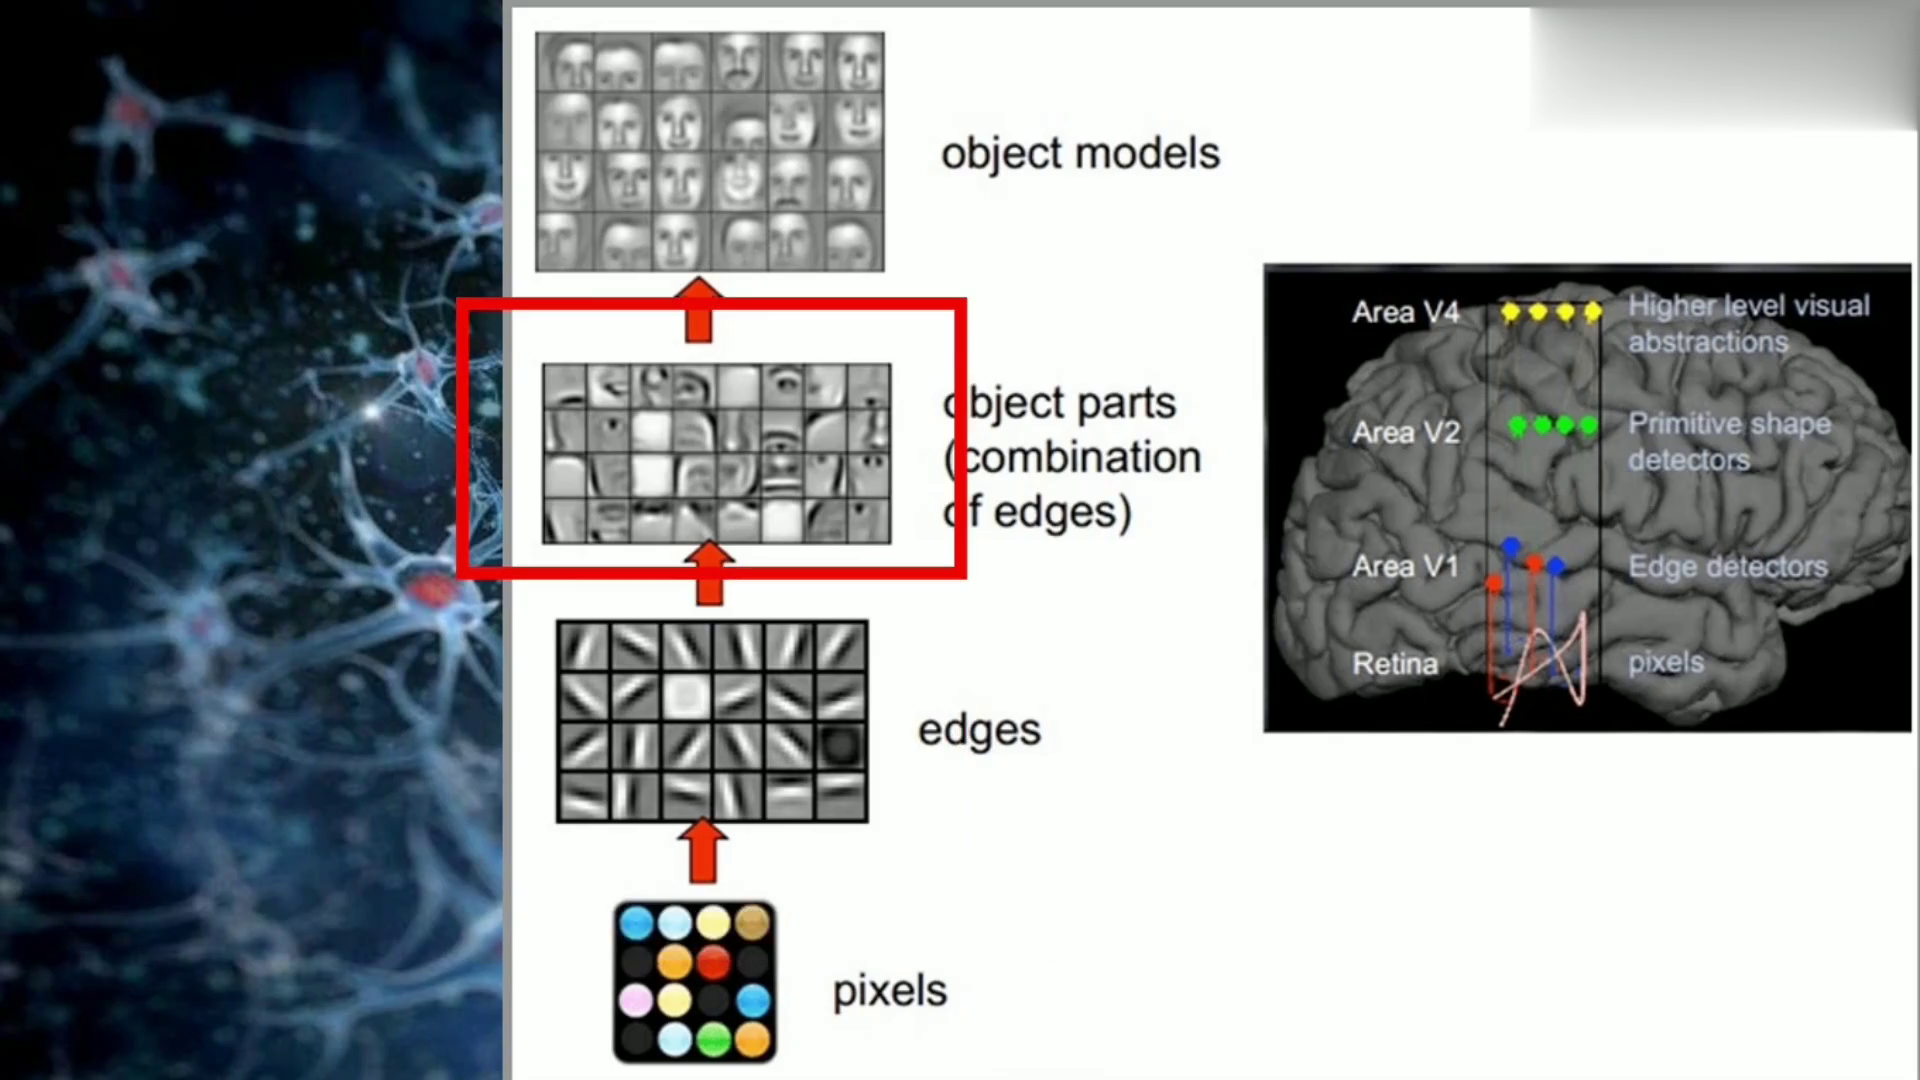 object models
object parts
(combination
of edges)
edges
pixels
Area V4
Higher level visual
abstractions
Area V2
Primitive shape
detectors
Area V1
Edge detectors
Retina
pixels